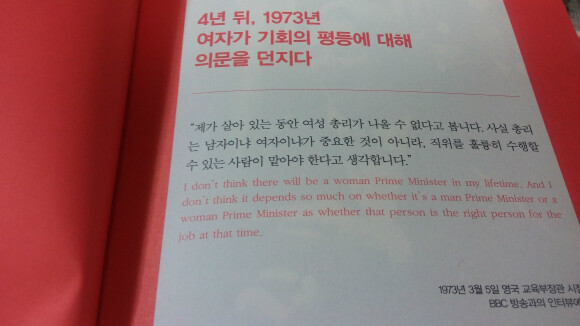 4년 뒤, 1973년
여자가 기회의 평등에 대해
의문을 던지다
“제가 살아 있는 동안 여성 총리가 나올 수 없다고 봅니다. 사실 총리
는 남자이냐 여자이냐가 중요한 것이 아니라, 직위를 훌륭히 수행할
수 있는 사람이 맡아야 한다고 생각합니다.”
I don't think there will be a woman Prime Minister in my lifetime. And I
don't think it depends so much on whether it's a man Prime Minister or a
woman Prime Minister as whether that person is the right person for the
job at that time.
1973년 3월 5일 영국 교육부장관
BBC 방송과의